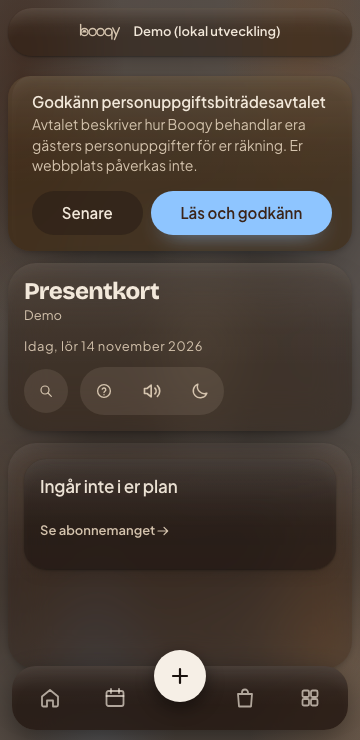 booqy Demo (lokal utveckling)
Godkänn personuppgiftsbiträdesavtalet
Avtalet beskriver hur Booqy behandlar era
gästers personuppgifter för er räkning. Er
webbplats påverkas inte.
Senare Läs och godkänn
Presentkort
Demo
Idag, lör 14 november 2026
Ingår inte i er plan
Se abonnemanget→